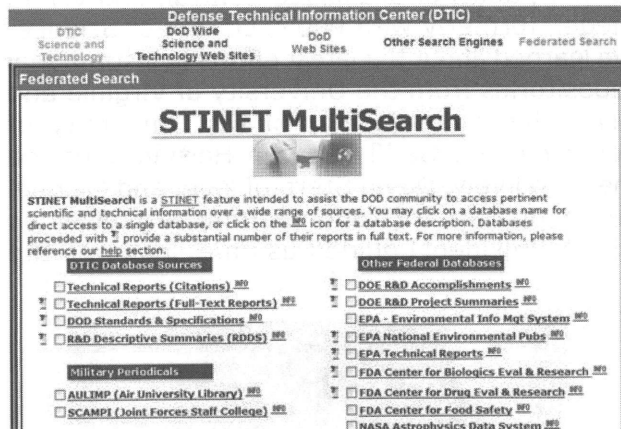 Defense Technical Information Center (DTIC)
DTIC
Science and
Technology
DoD Wide
Science and
Technology Web Sites
DoD
Web Sites
Other Search Engines
Federated Search
Federated Search
STINET MultiSearch
STINET MultiSearch is a STINET feature intended to assist the DOD community to access pertinent
scientific and technical information over a wide range of sources. You may click on a database name for
direct access to a single database, or click on the INFO icon for a database description. Databases
proceeded with provide a substantial number of their reports in full text. For more information, please
reference our help section.
DTIC Database Sources
Technical Reports (Citations) INFO
Technical Reports (Full-Text Reports) INFO
DOD Standards & Specifications INFO
R&D Descriptive Summaries (RDDS) INFO
Military Periodicals
AULIMP (Air University Library) INFO
SCAMPI (Joint Forces Staff College) INFO
Other Federal Databases
DOE R&D Accomplishments INFO
DOE R&D Project Summaries INFO
EPA - Environmental Info Mgt System INFO
EPA National Environmental Pubs INFO
EPA Technical Reports INFO
FDA Center for Biologics Eval & Research INFO
FDA Center for Drug Eval & Research INFO
FDA Center for Food Safety INFO
NASA Astrophysics Data System INFO